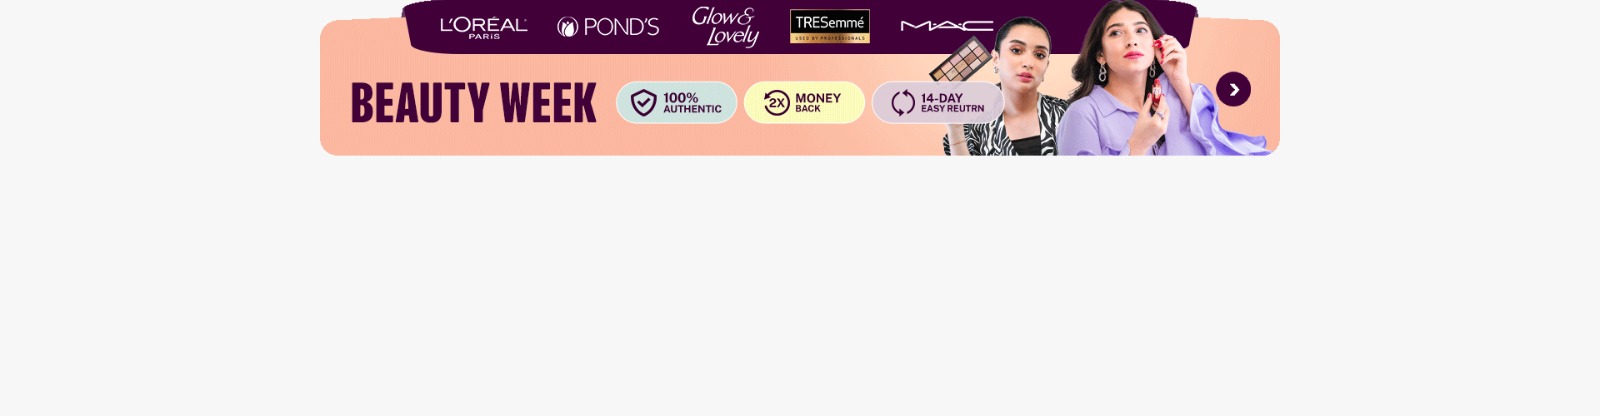 L'ORÉAL
PARIS
POND'S
Glow &
Lovely
TRESemmé
USED BY PROFESSIONALS
MAC
BEAUTY WEEK
100%
AUTHENTIC
2X
MONEY
BACK
14-DAY
EASY REUTRN